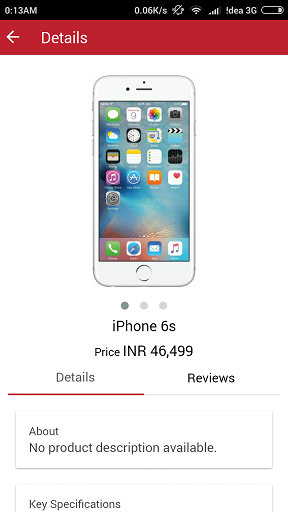 0:13AM 0.06K/s !dea 3G
Details
iPhone 6s
Price INR 46,499
Details Reviews
About
No product description available.
Key Specifications